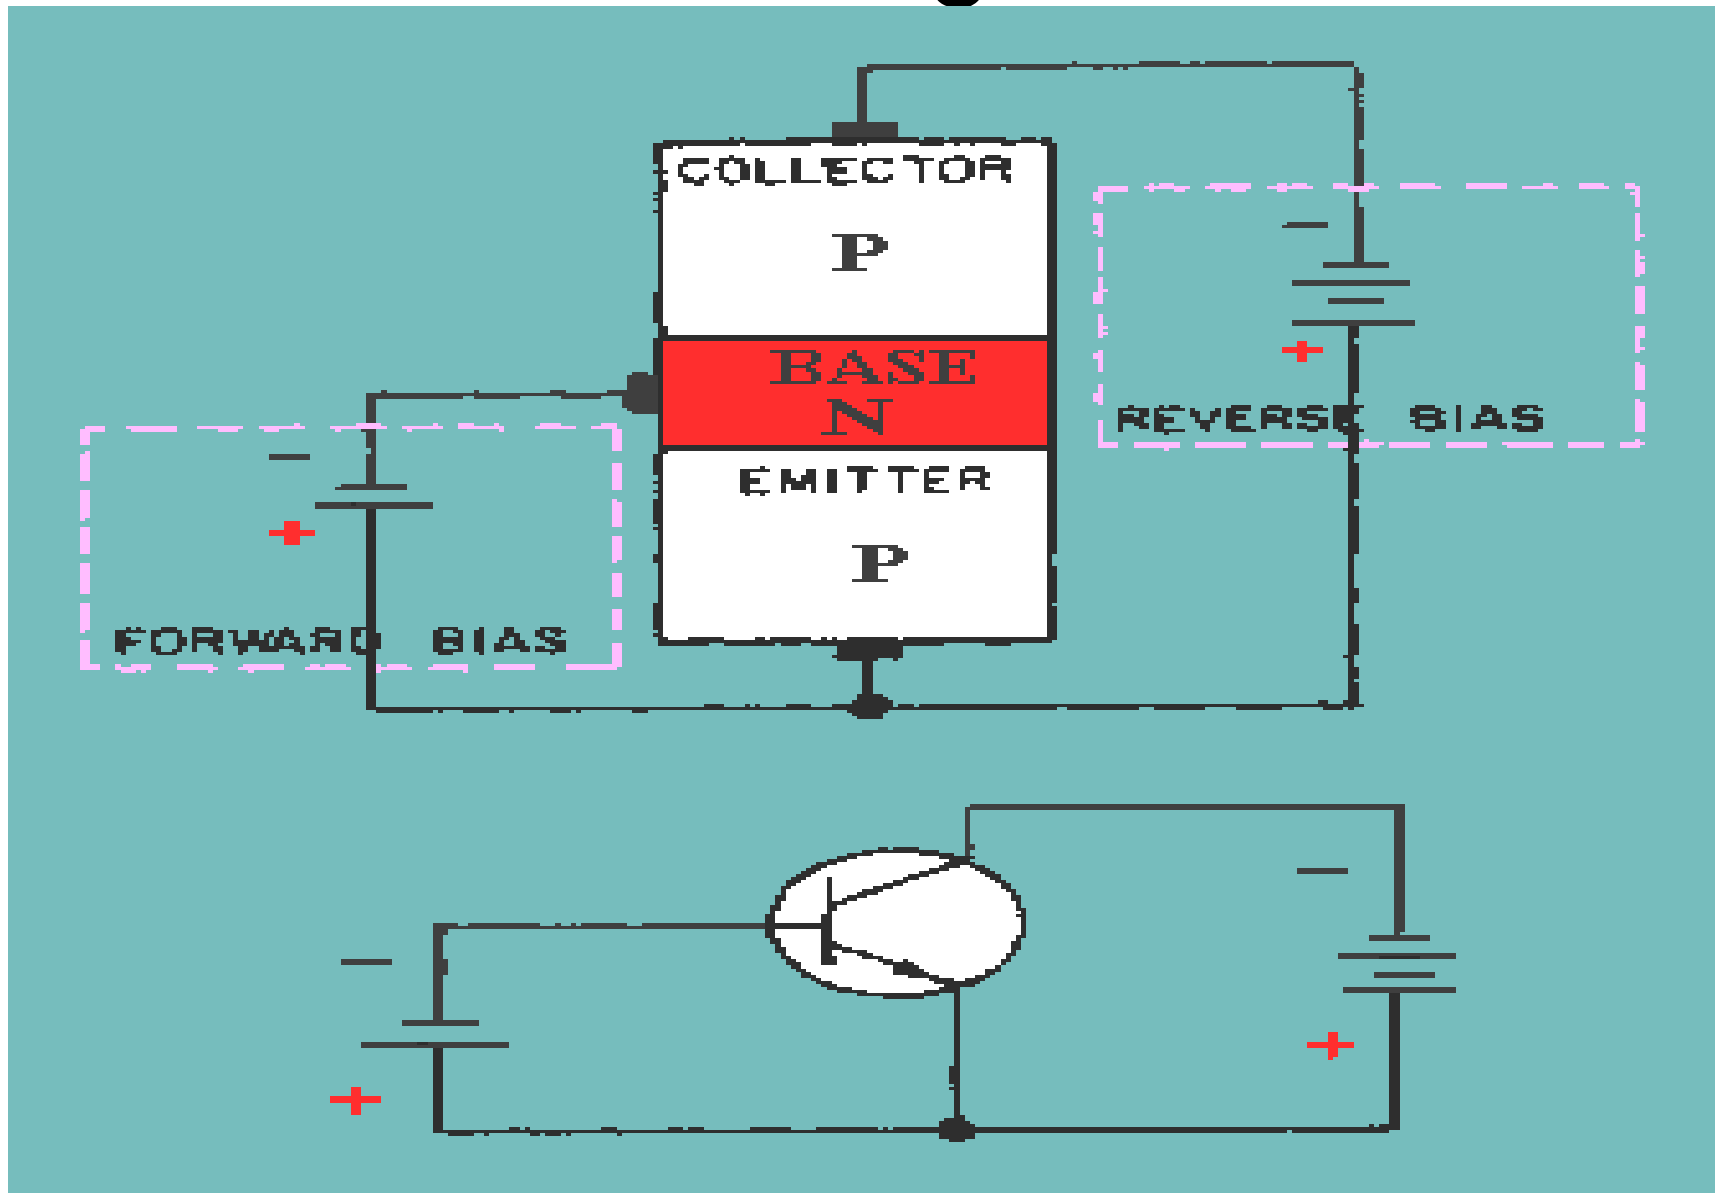 COLLECTOR
P
−
+
BASE
N
REVERSE BIAS
−
+
EMITTER
P
FORWARD BIAS
−
−
+
+